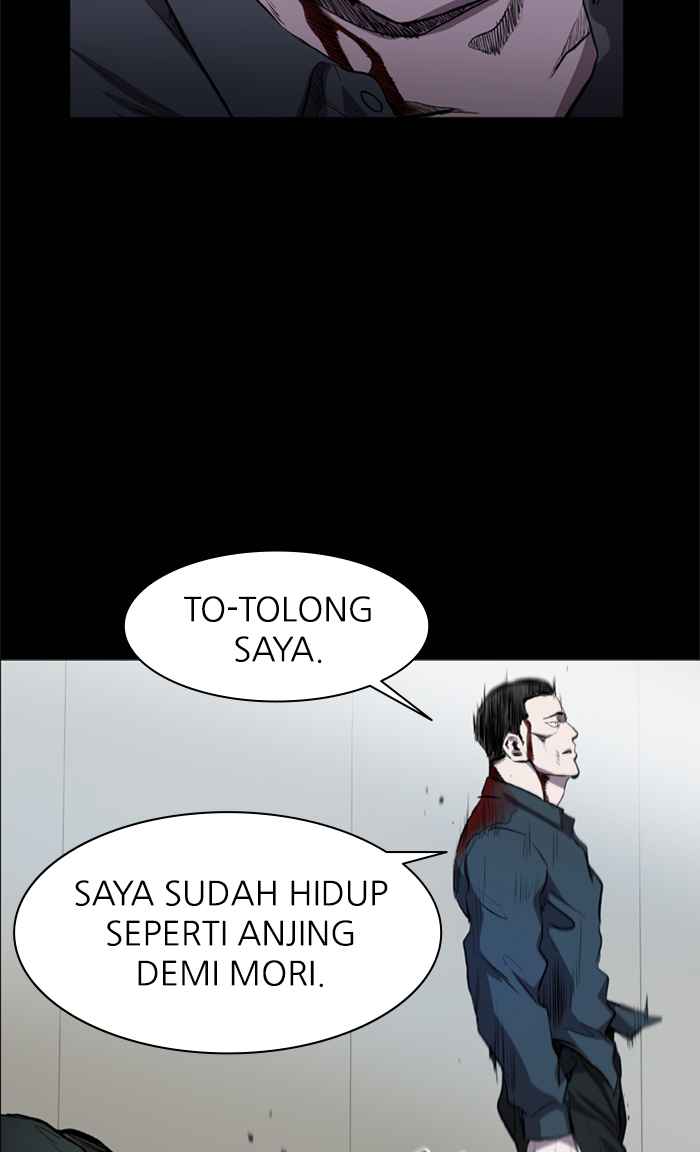 TO-TOLONG
SAYA.
SAYA SUDAH HIDUP
SEPERTI ANJING
DEMI MORI.